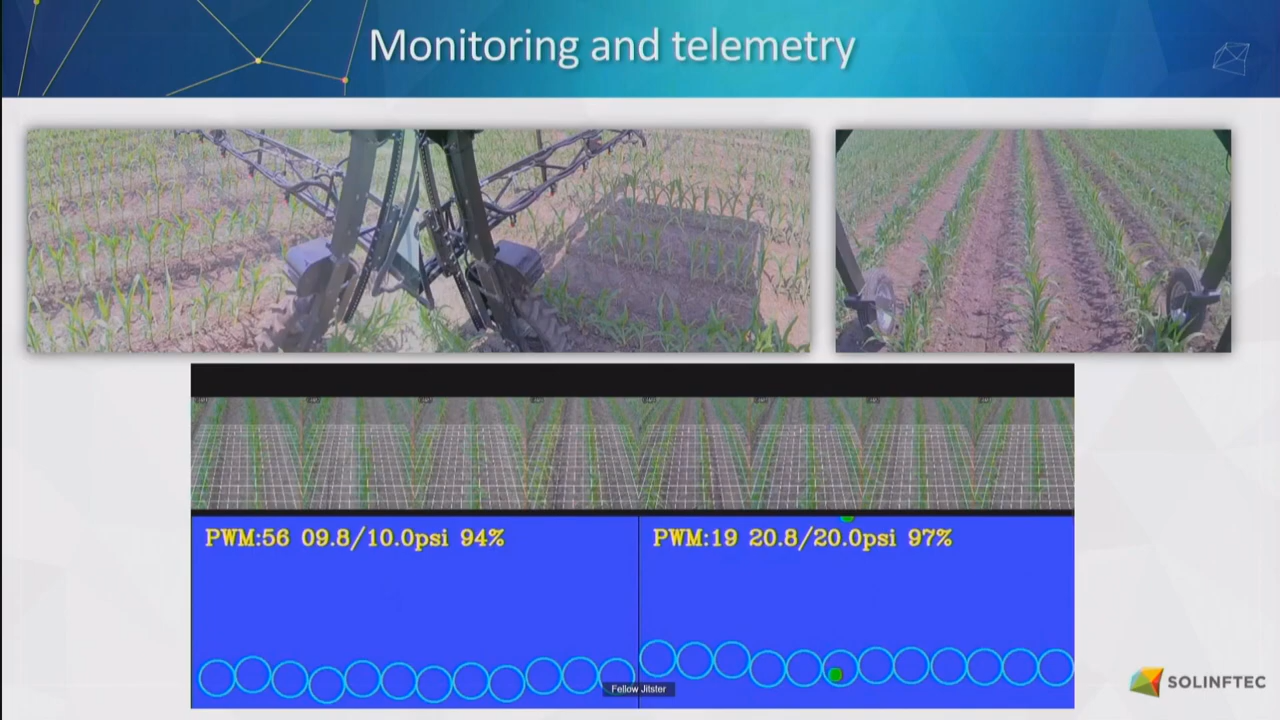 Monitoring and telemetry
PWM:56 09.8/10.0psi 94%
PWM:19 20.8/20.0psi 97%
Fellow Jitster
SOLINFTEC